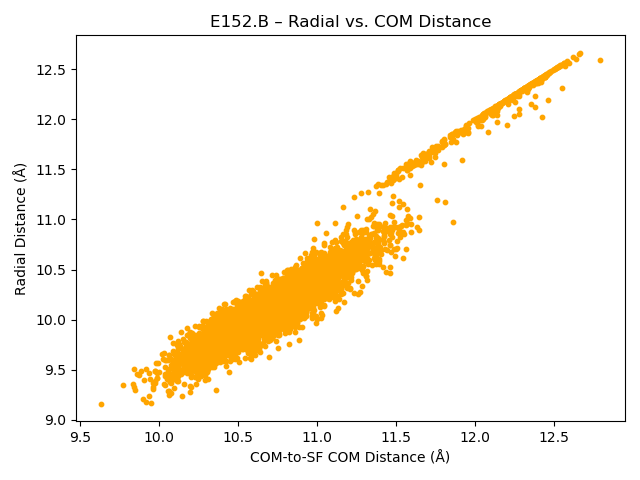 E152.B – Radial vs. COM Distance
Radial Distance (Å)
12.5
12.0
11.5
11.0
10.5
10.0
9.5
9.0
9.5 10.0 10.5 11.0 11.5 12.0 12.5
COM-to-SF COM Distance (Å)